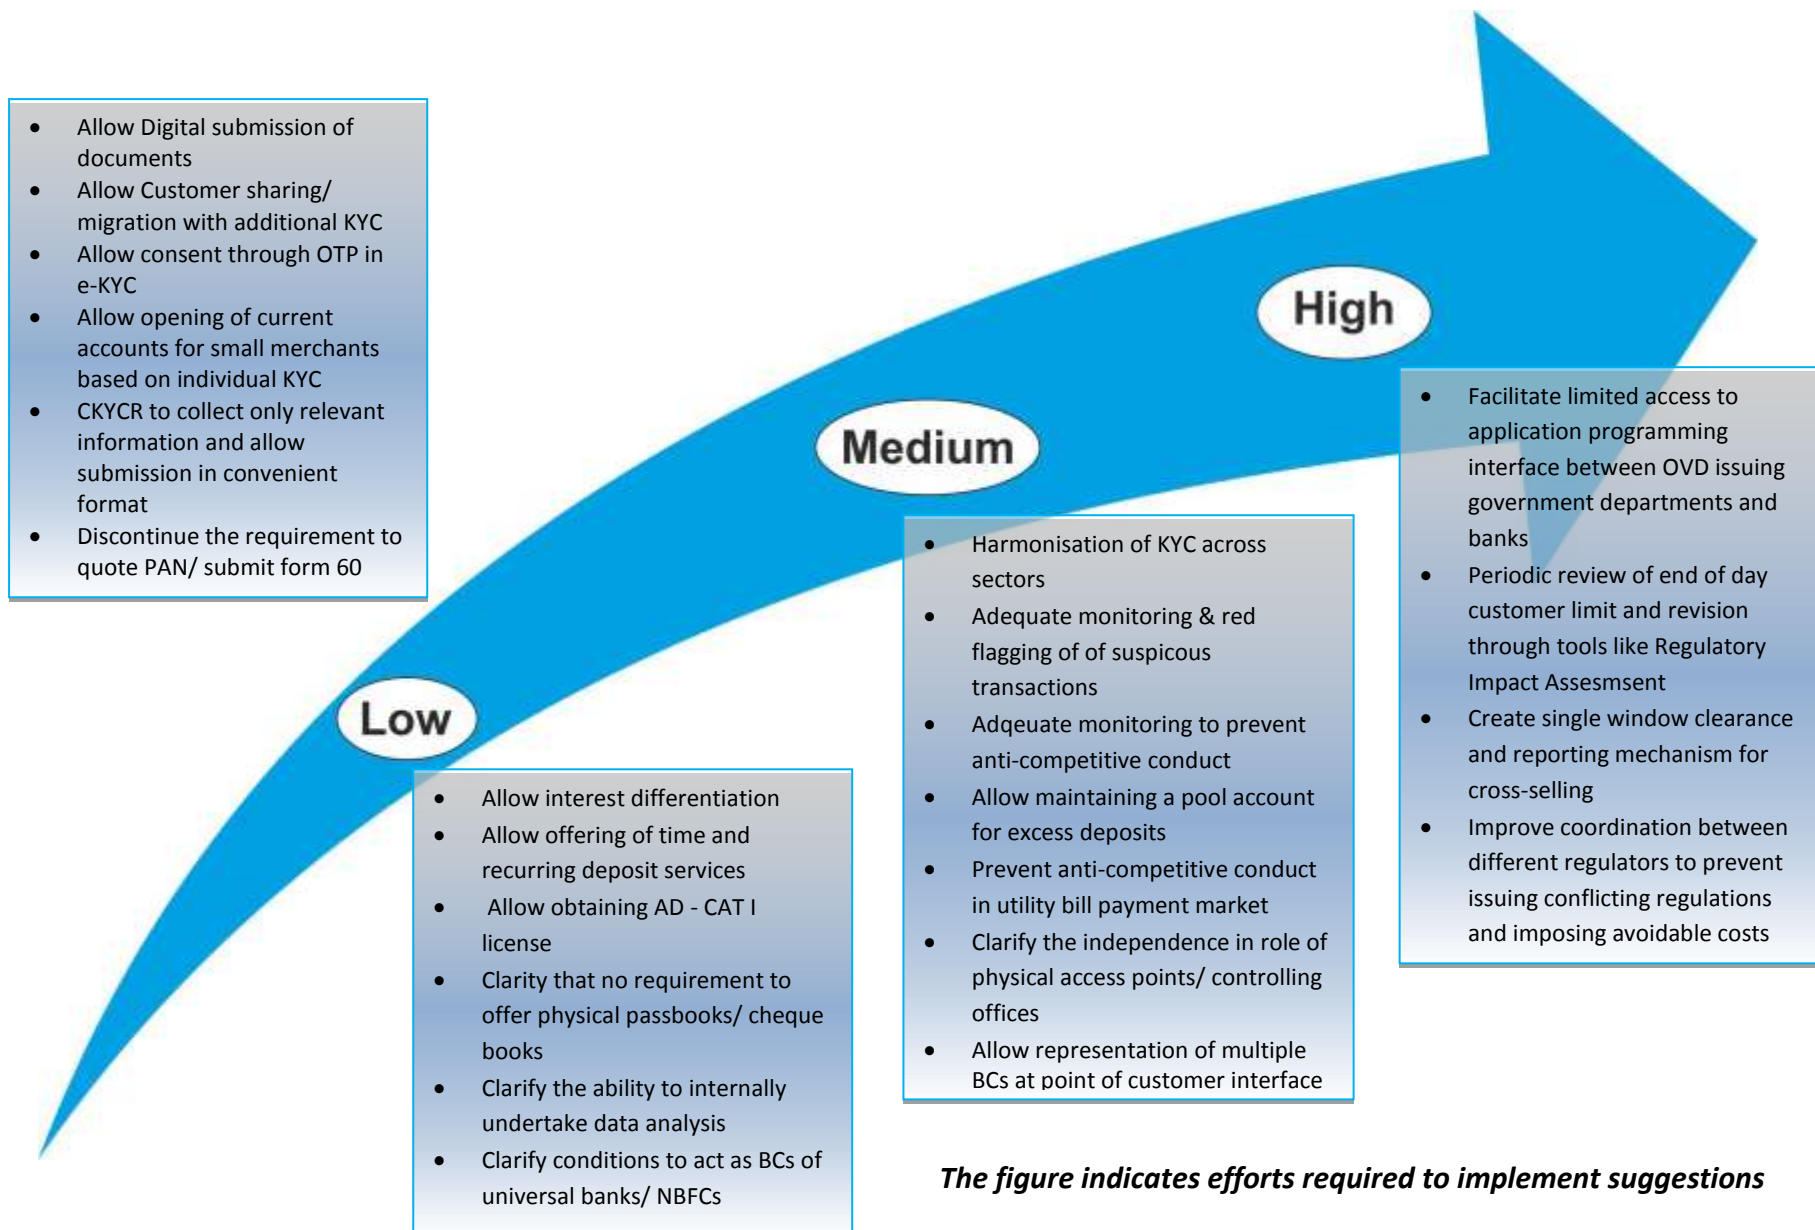 • Allow Digital submission of
documents
• Allow Customer sharing/
migration with additional KYC
• Allow consent through OTP in
e-KYC
• Allow opening of current
accounts for small merchants
based on individual KYC
• CKYCR to collect only relevant
information and allow
submission in convenient
format
• Discontinue the requirement to
quote PAN/ submit form 60
Low
• Allow interest differentiation
• Allow offering of time and
recurring deposit services
• Allow obtaining AD - CAT I
license
• Clarity that no requirement to
offer physical passbooks/ cheque
books
• Clarify the ability to internally
undertake data analysis
• Clarify conditions to act as BCs of
universal banks/ NBFCs
Medium
• Harmonisation of KYC across
sectors
• Adequate monitoring & red
flagging of of suspicous
transactions
• Adqeuate monitoring to prevent
anti-competitive conduct
• Allow maintaining a pool account
for excess deposits
• Prevent anti-competitive conduct
in utility bill payment market
• Clarify the independence in role of
physical access points/ controlling
offices
• Allow representation of multiple
BCs at point of customer interface
High
• Facilitate limited access to
application programming
interface between OVD issuing
government departments and
banks
• Periodic review of end of day
customer limit and revision
through tools like Regulatory
Impact Assesmsent
• Create single window clearance
and reporting mechanism for
cross-selling
• Improve coordination between
different regulators to prevent
issuing conflicting regulations
and imposing avoidable costs
The figure indicates efforts required to implement suggestions